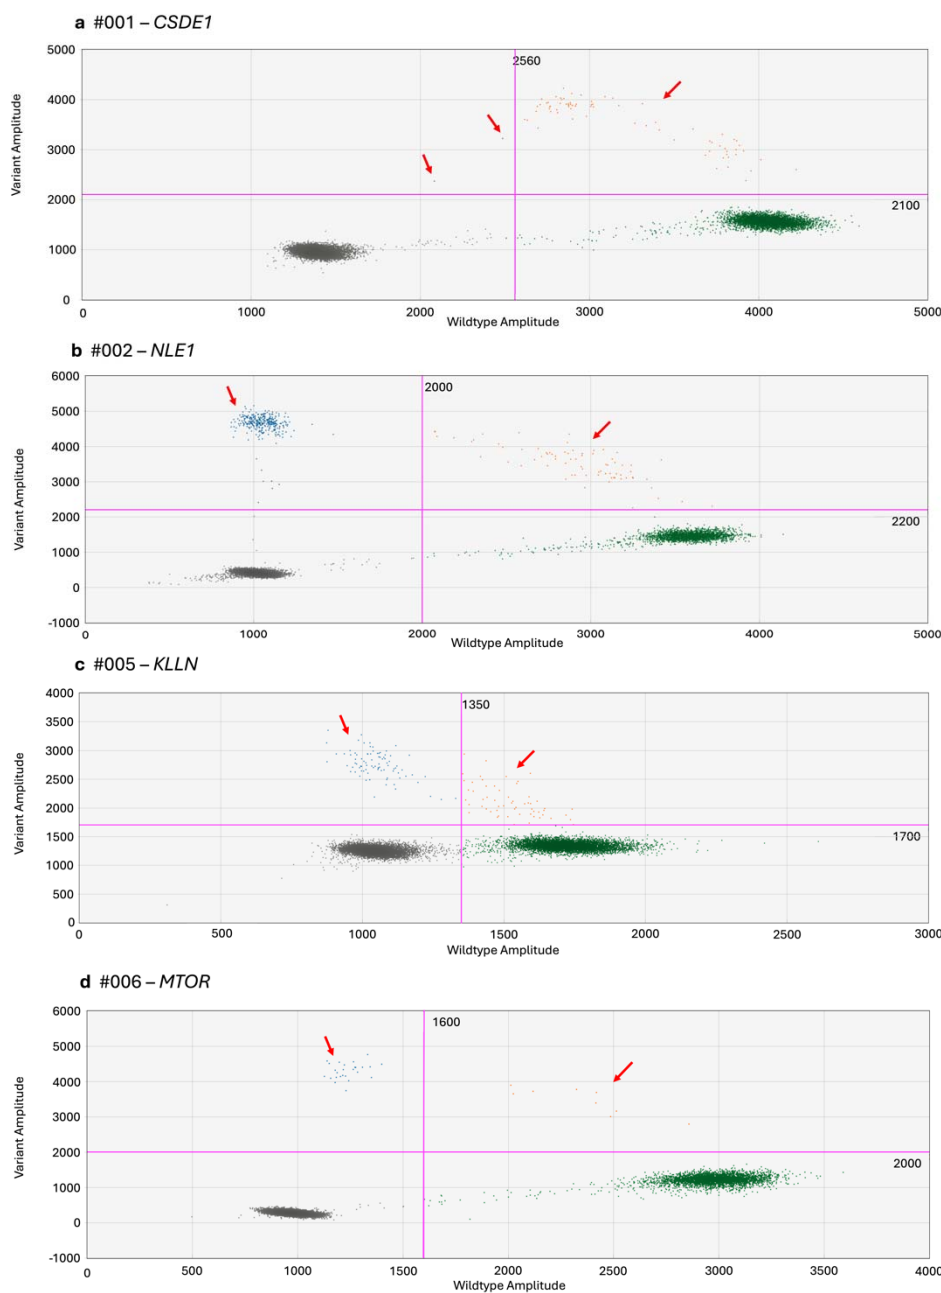 a #001 – CSDE1
5000
4000
3000
2000
1000
0
Variant Amplitude
2560
2100
0 1000 2000 3000 4000 5000
Wildtype Amplitude
b #002 – NLE1
6000
5000
4000
3000
2000
1000
0
-1000
Variant Amplitude
2000
2200
0 1000 2000 3000 4000 5000
Wildtype Amplitude
c #005 – KLLN
4000
3500
3000
2500
2000
1500
1000
500
0
Variant Amplitude
1350
1700
0 500 1000 1500 2000 2500 3000
Wildtype Amplitude
d #006 – MTOR
6000
5000
4000
3000
2000
1000
0
-1000
Variant Amplitude
1600
2000
0 500 1000 1500 2000 2500 3000 3500 4000
Wildtype Amplitude